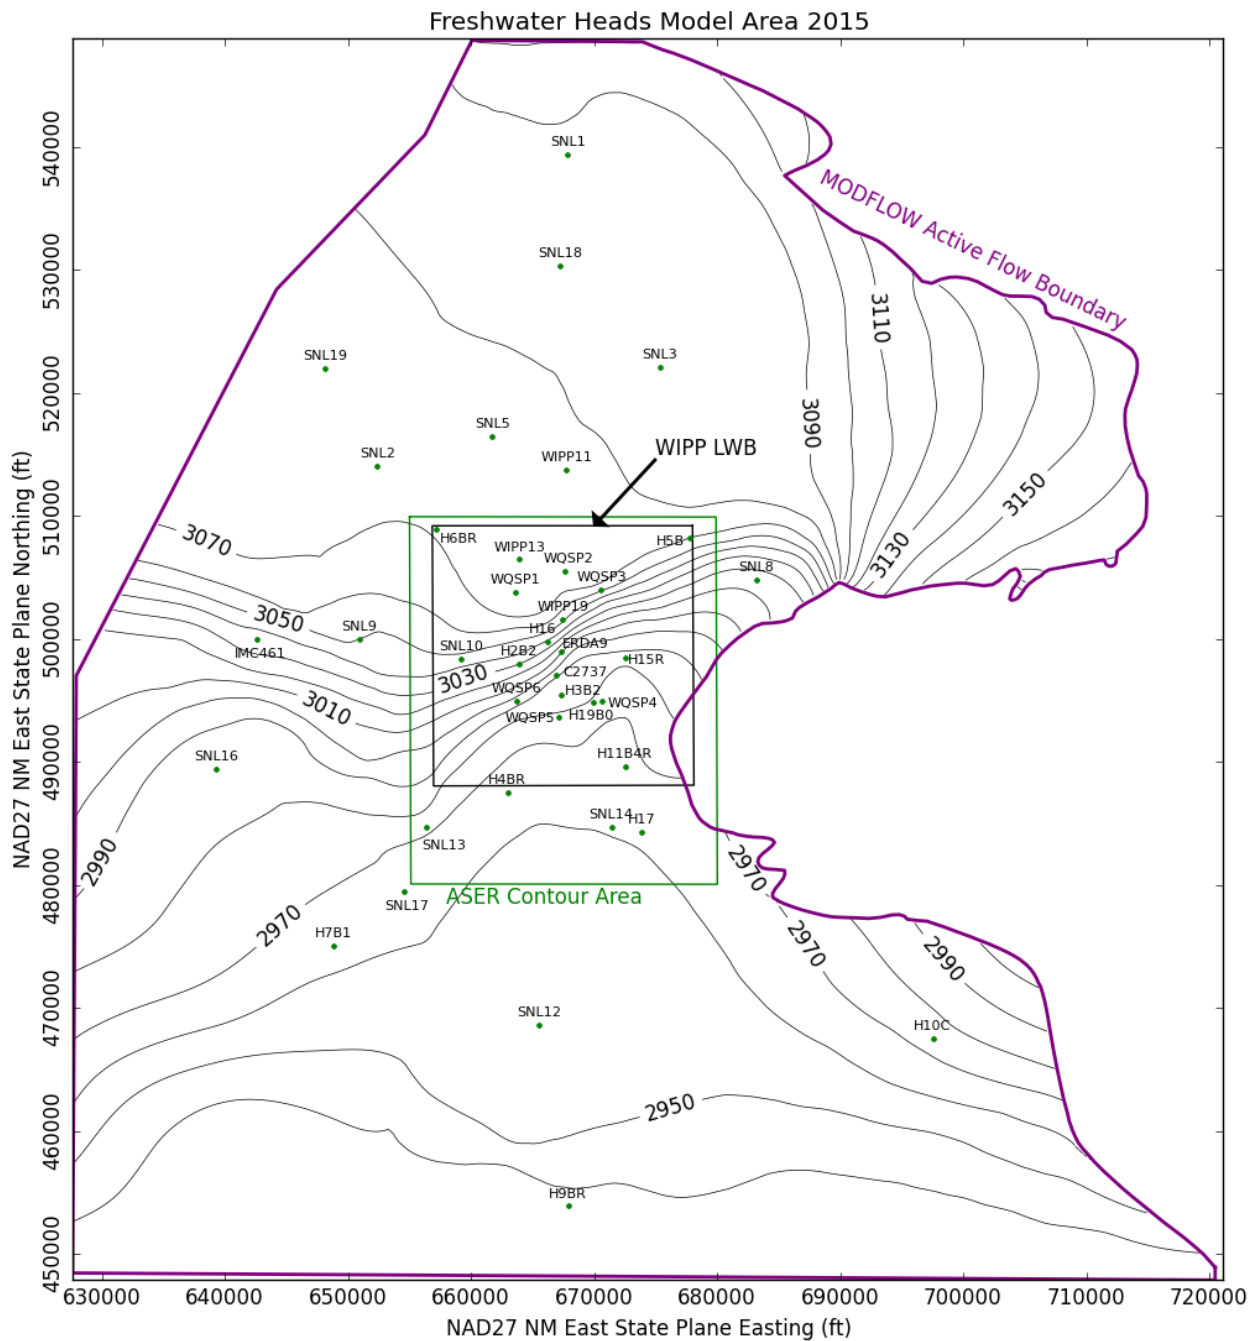 Freshwater Heads Model Area 2015
SNL1
MODFLOW Active Flow Boundary
SNL18
3110
SNL19
SNL3
3090
SNL5
SNL2
WIPP11
WIPP LWB
3150
3070
H6BR
H5B
3130
WIPP13
WQSP2
WQSP1
WQSP3
SNL8
WIPP19
3050
SNL9
H16
IMC461
SNL10
H2B2
ERDA9
H15R
3030
C2737
WQSP6
H3B2
WQSP4
3010
WQSP5
H19B0
SNL16
H11B4R
H4BR
SNL14
H17
SNL13
2990
2970
ASER Contour Area
SNL17
2970
H7B1
2970
2990
SNL12
H10C
2950
H9BR
NAD27 NM East State Plane Northing (ft)
540000
530000
520000
510000
500000
490000
480000
470000
460000
450000
630000 640000 650000 660000 670000 680000 690000 700000 710000 720000
NAD27 NM East State Plane Easting (ft)